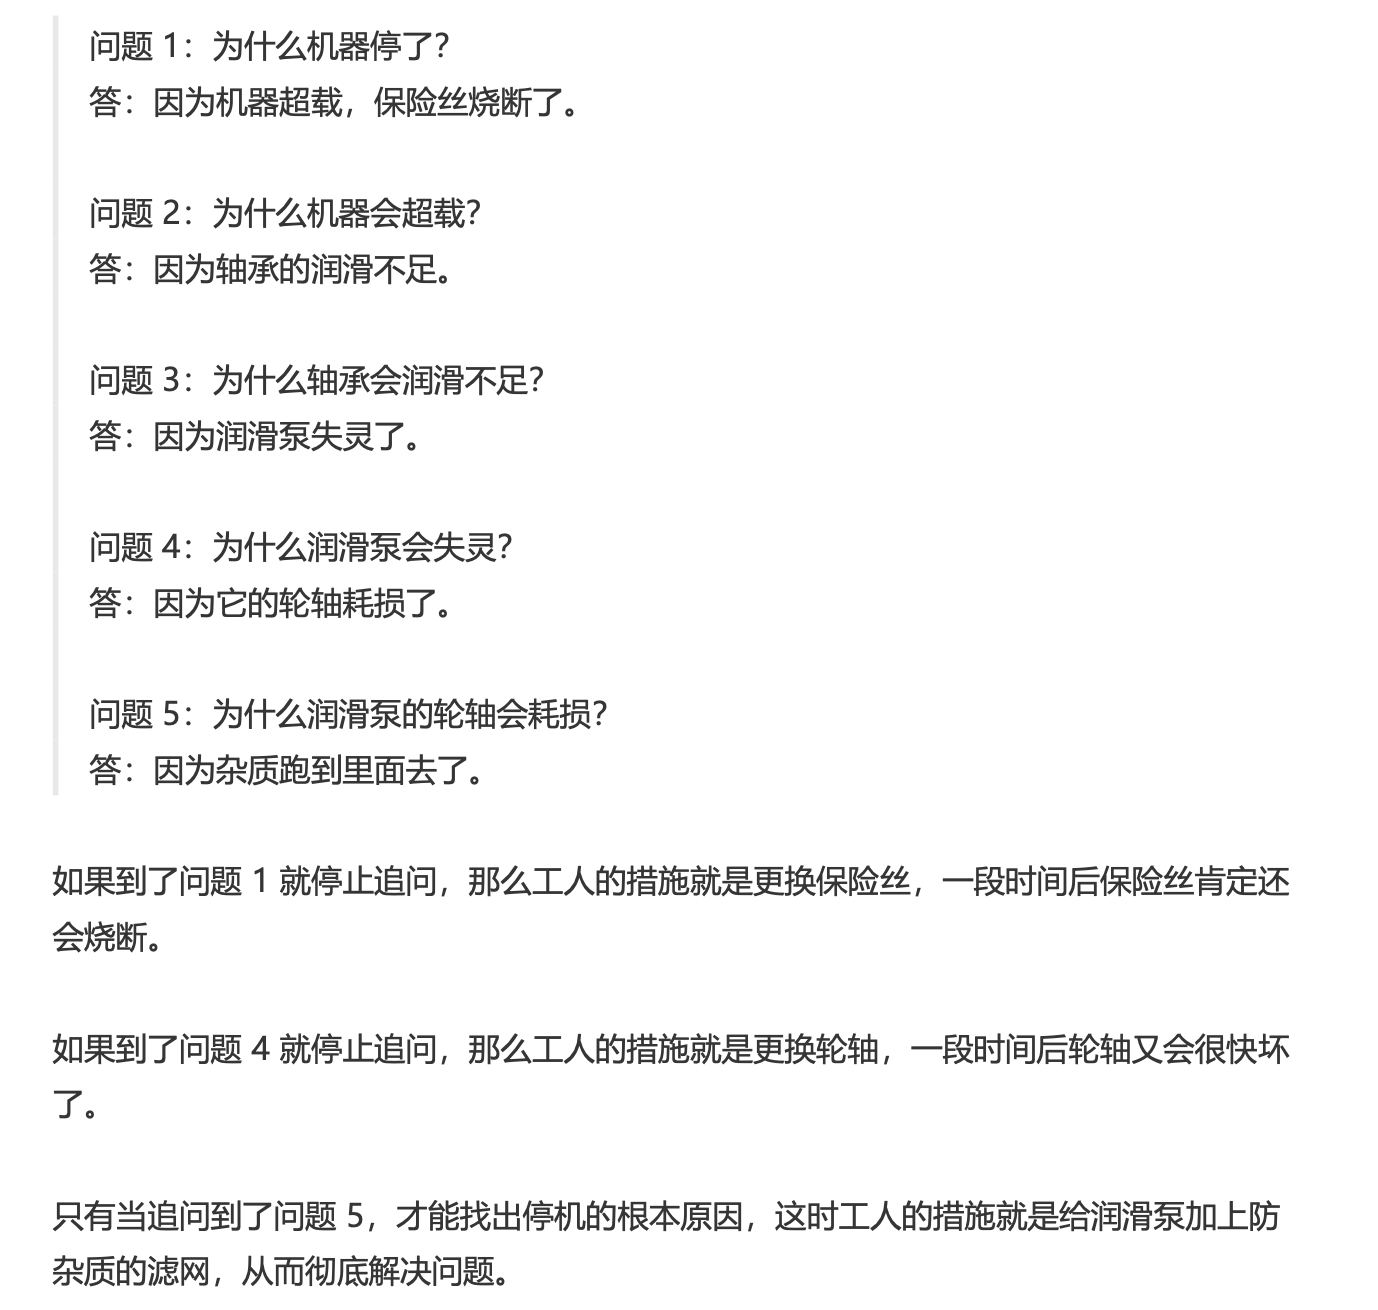 问题 1：为什么机器停了？
答：因为机器超载，保险丝烧断了。
问题 2：为什么机器会超载？
答：因为轴承的润滑不足。
问题 3：为什么轴承会润滑不足？
答：因为润滑泵失灵了。
问题 4：为什么润滑泵会失灵？
答：因为它的轮轴耗损了。
问题 5：为什么润滑泵的轮轴会耗损？
答：因为杂质跑到里面去了。
如果到了问题 1 就停止追问，那么工人的措施就是更换保险丝，一段时间后保险丝肯定还
会烧断。
如果到了问题 4 就停止追问，那么工人的措施就是更换轮轴，一段时间后轮轴又会很快坏
了。
只有当追问到了问题 5，才能找出停机的根本原因，这时工人的措施就是给润滑泵加上防
杂质的滤网，从而彻底解决问题。